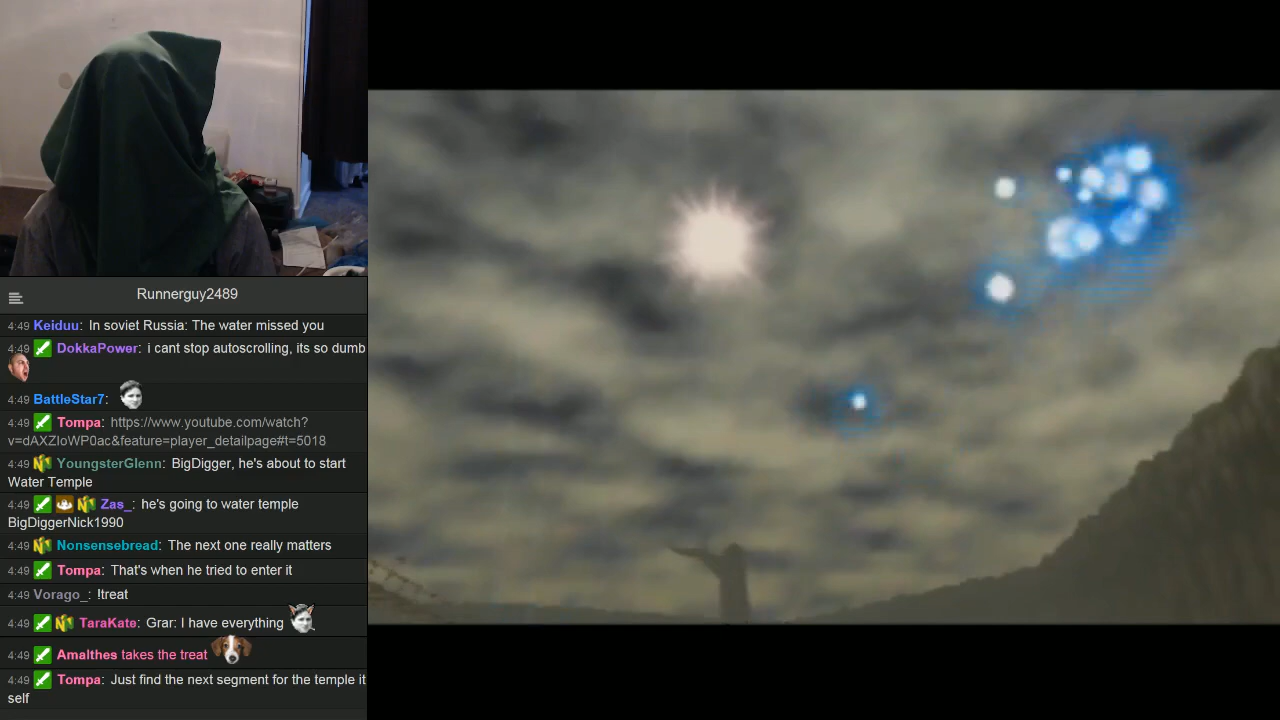 Runnerguy2489
4:49 Keiduu: In soviet Russia: The water missed you
4:49 DokkaPower: i cant stop autoscrolling, its so dumb
4:49 BattleStar7:
4:49 Tompa: https://www.youtube.com/watch?
v=dAXZIoWP0ac&feature=player_detailpage#t=5018
4:49 YoungsterGlenn: BigDigger, he's about to start
Water Temple
4:49 Zas_: he's going to water temple
BigDiggerNick1990
4:49 Nonsensebread: The next one really matters
4:49 Tompa: That's when he tried to enter it
4:49 Vorago_: !treat
4:49 TaraKate: Grar: I have everything
4:49 Amalthes takes the treat
4:49 Tompa: Just find the next segment for the temple it
self